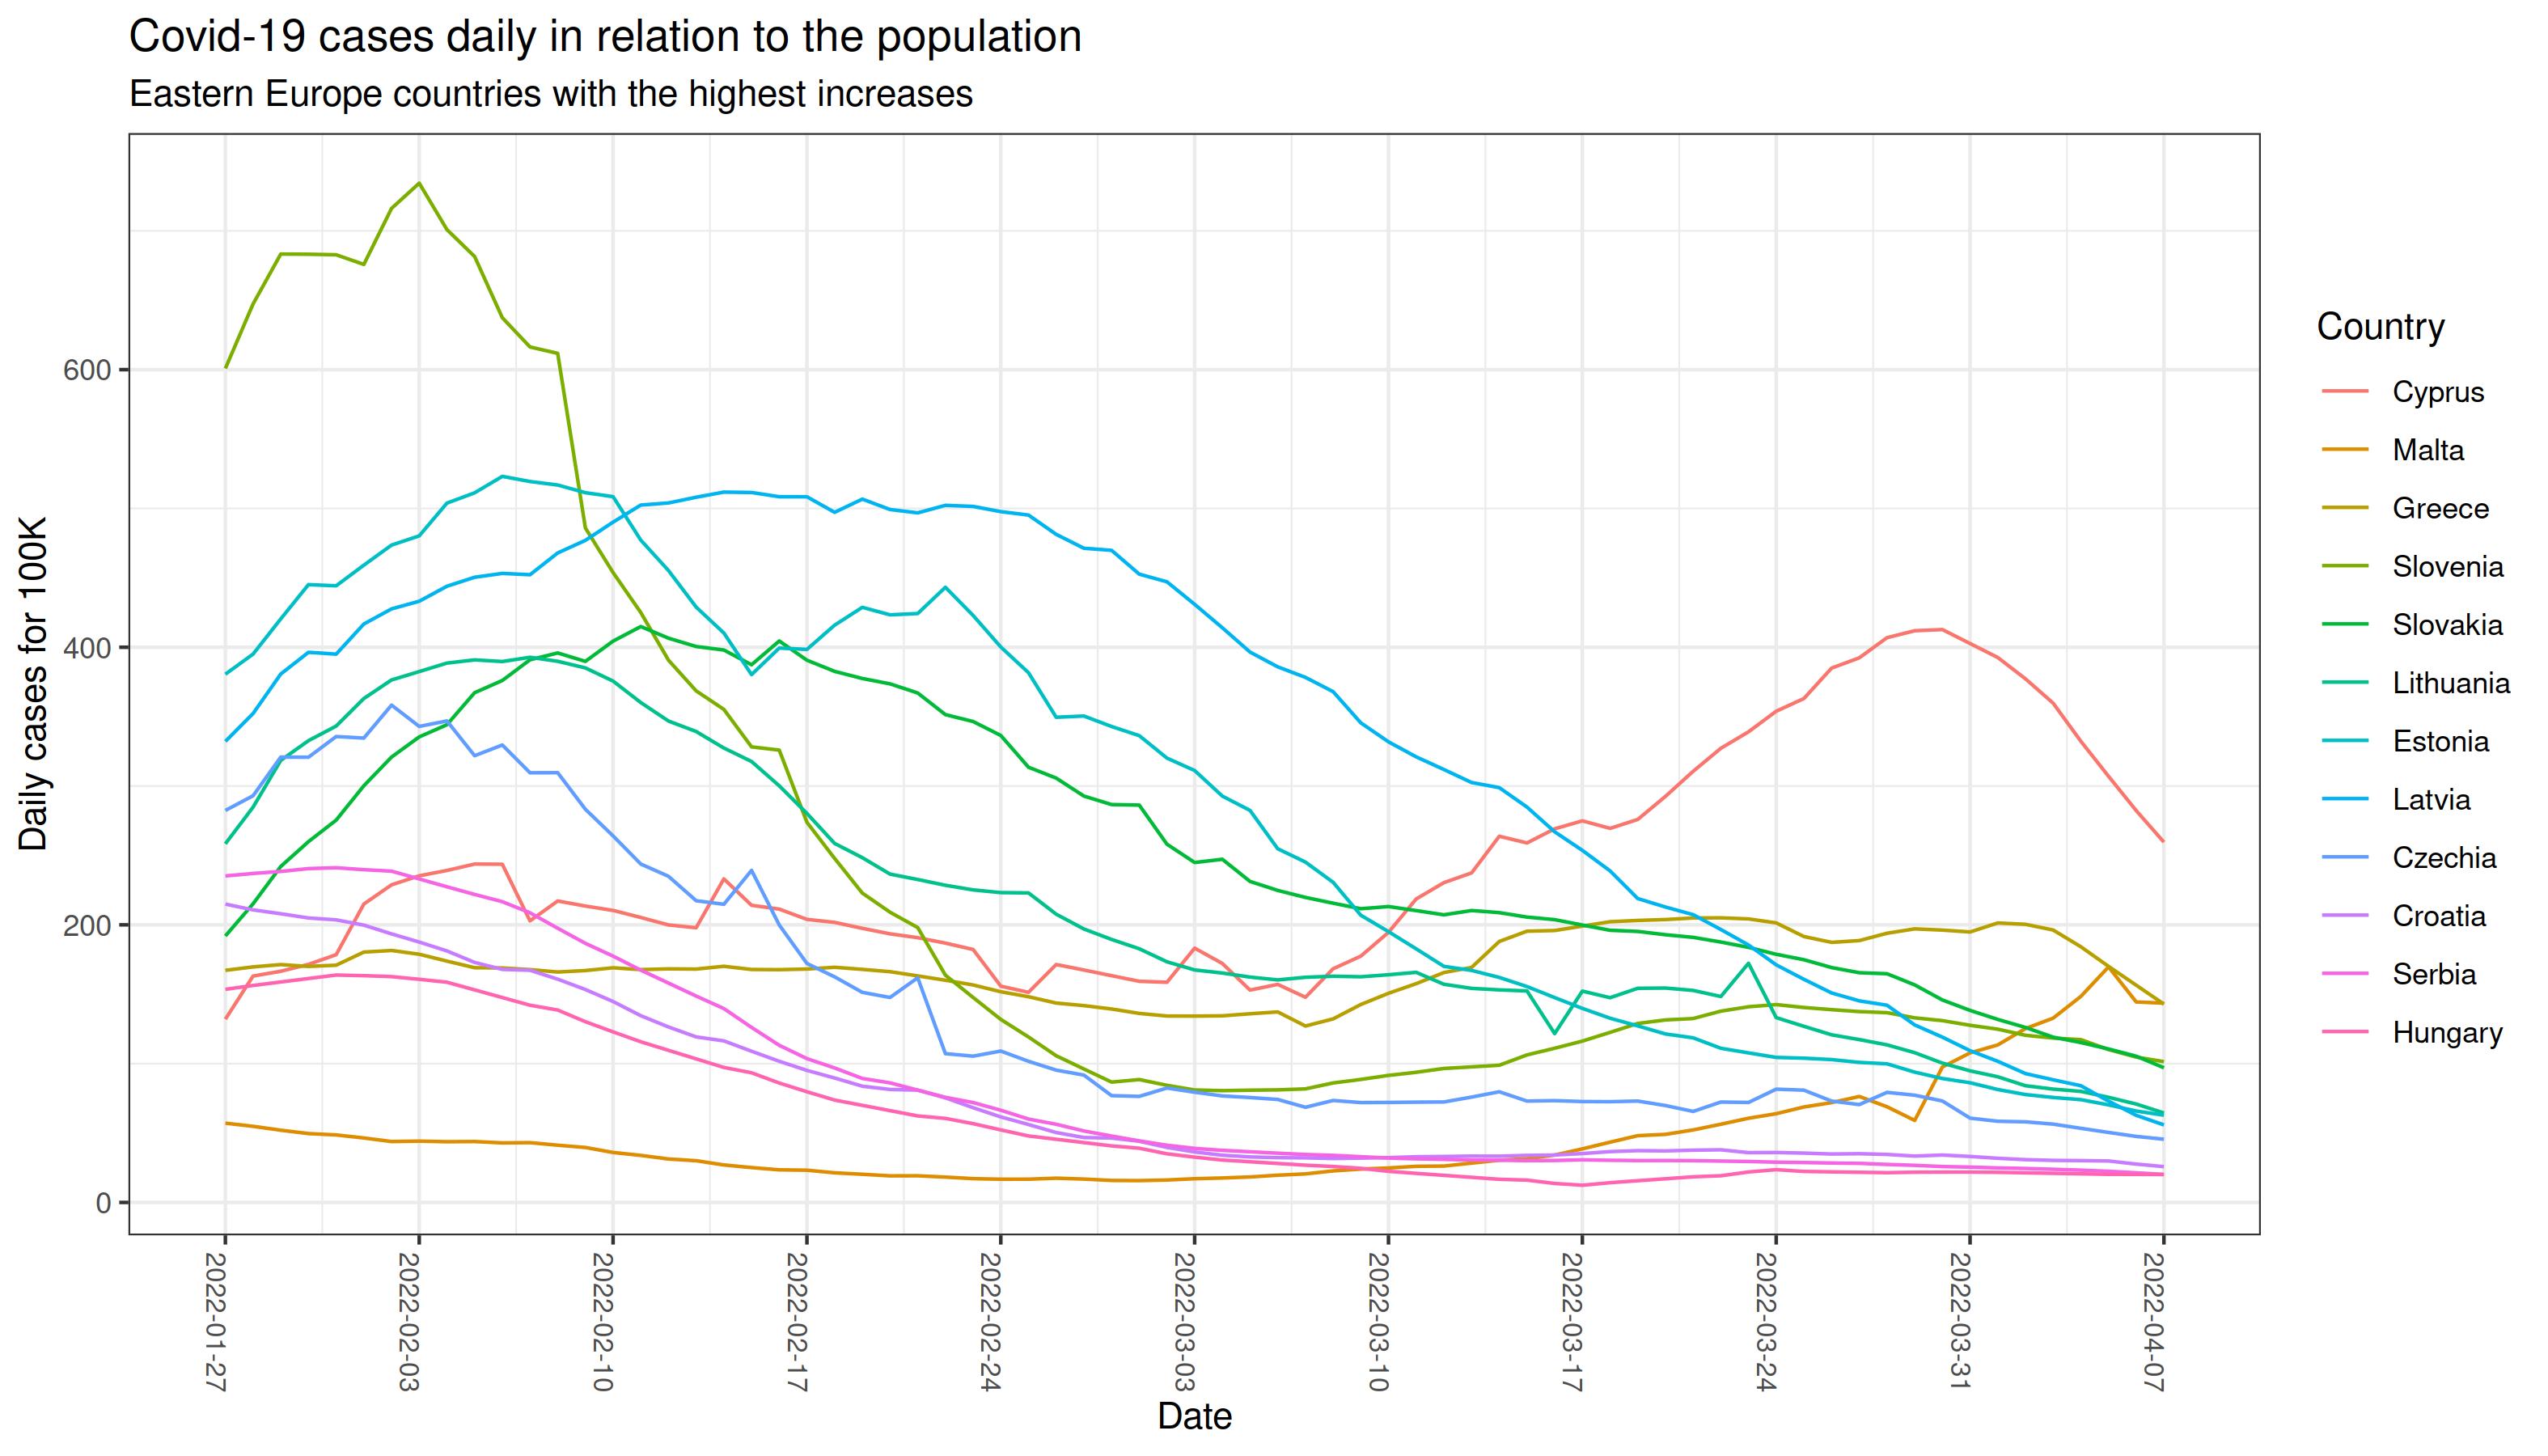 Covid-19 cases daily in relation to the population
Eastern Europe countries with the highest increases
Daily cases for 100K
600
400
200
0
2022-01-27
2022-02-03
2022-02-10
2022-02-17
2022-02-24
2022-03-03
2022-03-10
2022-03-17
2022-03-24
2022-03-31
2022-04-07
Date
Country
Cyprus
Malta
Greece
Slovenia
Slovakia
Lithuania
Estonia
Latvia
Czechia
Croatia
Serbia
Hungary